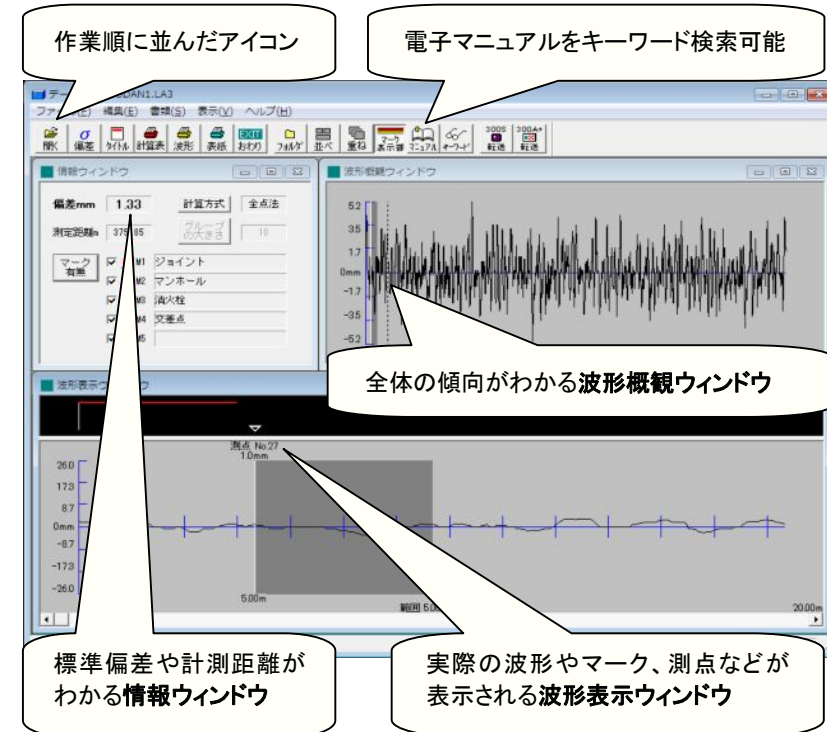 作業順に並んだアイコン
電子マニュアルをキーワード検索可能
DAN1.LA3
編集(E) 書類(S) 表示(V) ヘルプ(H)
開く 偏差 タイトル 計算表 波形 表紙 EXIT おわり フォルダ 並べ 重ね マーク表示部 マニュアル キーワード 300S 転送 300A+ 転送
情報ウィンドウ
偏差mm 1.33 計算方式 全点法
測定距離m グループの大きさ 10
マーク有無 M1 ジョイント
M2 マンホール
M3 消火栓
M4 交差点
M5
波形概観ウィンドウ
5.2
3.5
1.7
0mm
-1.7
-3.5
-5.2
全体の傾向がわかる波形概観ウィンドウ
測点 No.27
1.0mm
26.0
17.3
8.7
0mm
-8.7
-17.3
-26.0
5.00m
20.00m
標準偏差や計測距離が
わかる情報ウィンドウ
実際の波形やマーク、測点などが
表示される波形表示ウィンドウ